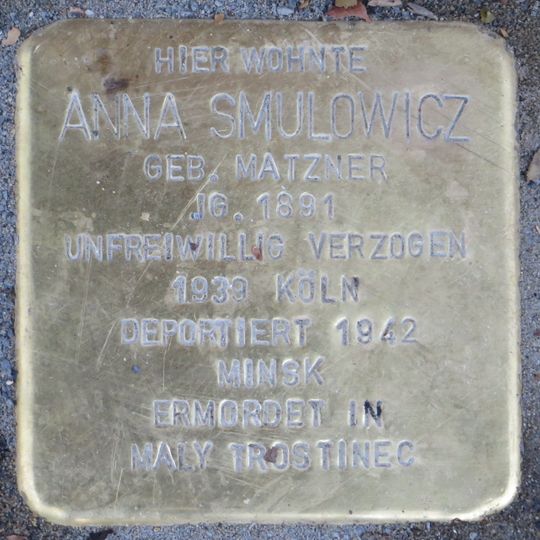 HIER WOHNTE
ANNA SMULOWICZ
GEB. MATZNER
JG. 1891
UNFREIWILLIG VERZOGEN
1939 KÖLN
DEPORTIERT 1942
MINSK
ERMORDET IN
MALY TROSTINEC